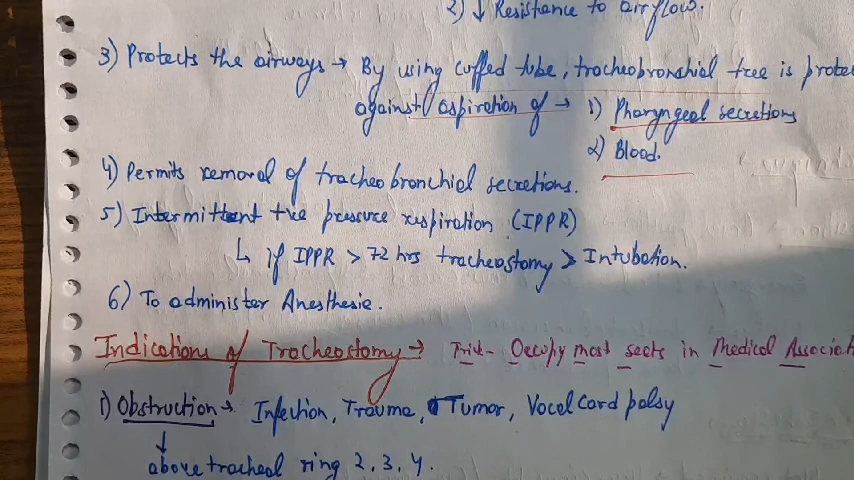 2) ↓ Resistance to airflow.
3) Protects the airways → By using cuffed tube, tracheobronchial tree is prote
against aspiration of → 1) Pharyngeal secretions
2) Blood.
4) Permits removal of tracheobronchial secretions.
5) Intermittent +ve pressure respiration (IPPR)
↳ if IPPR > 72 hrs tracheostomy > Intubation.
6) To administer Anesthesie.
Indications of Tracheostomy → Trick- Occupy most seats in Medical Associat
1) Obstruction → Infection, Trauma, Tumor, Vocal cord palsy
↓
above tracheal ring 2, 3, 4.